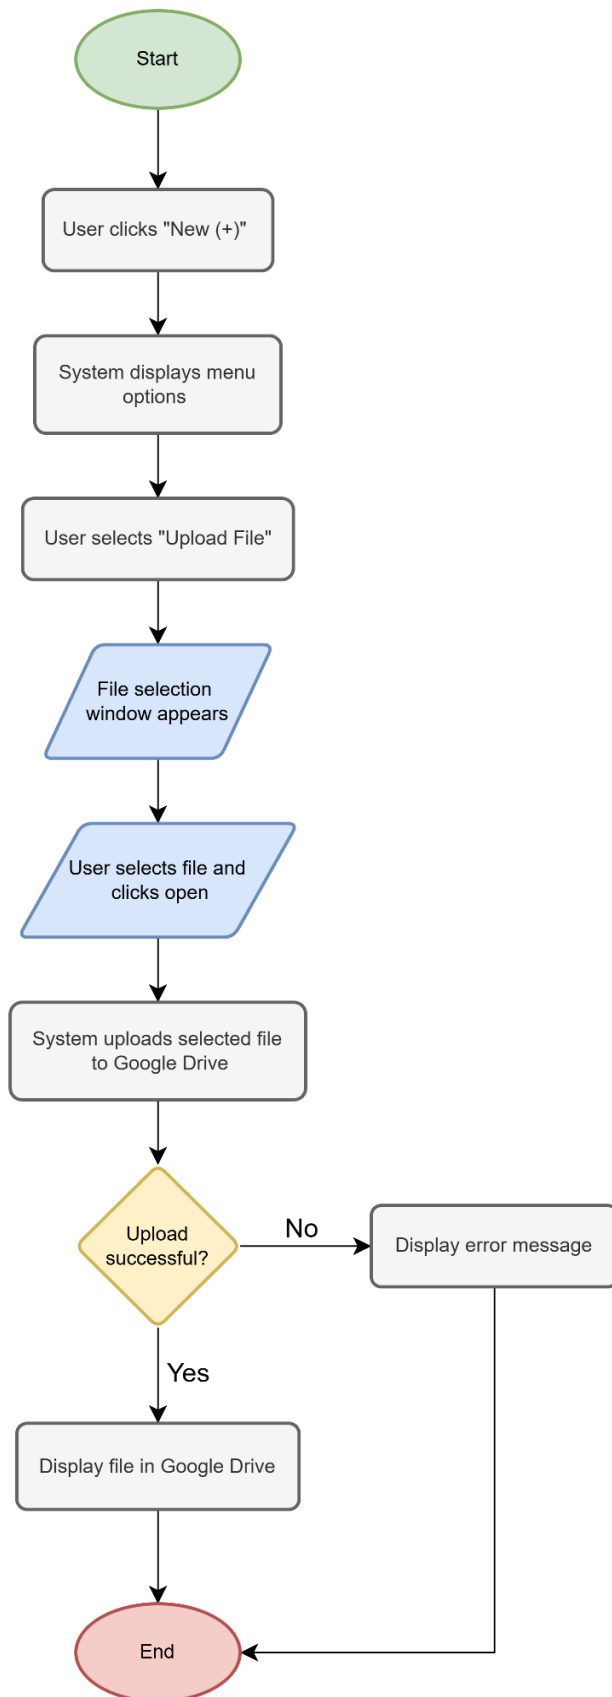 Start
User clicks "New (+)"
System displays menu
options
User selects "Upload File"
File selection
window appears
User selects file and
clicks open
System uploads selected file
to Google Drive
Upload
successful?
No
Display error message
Yes
Display file in Google Drive
End